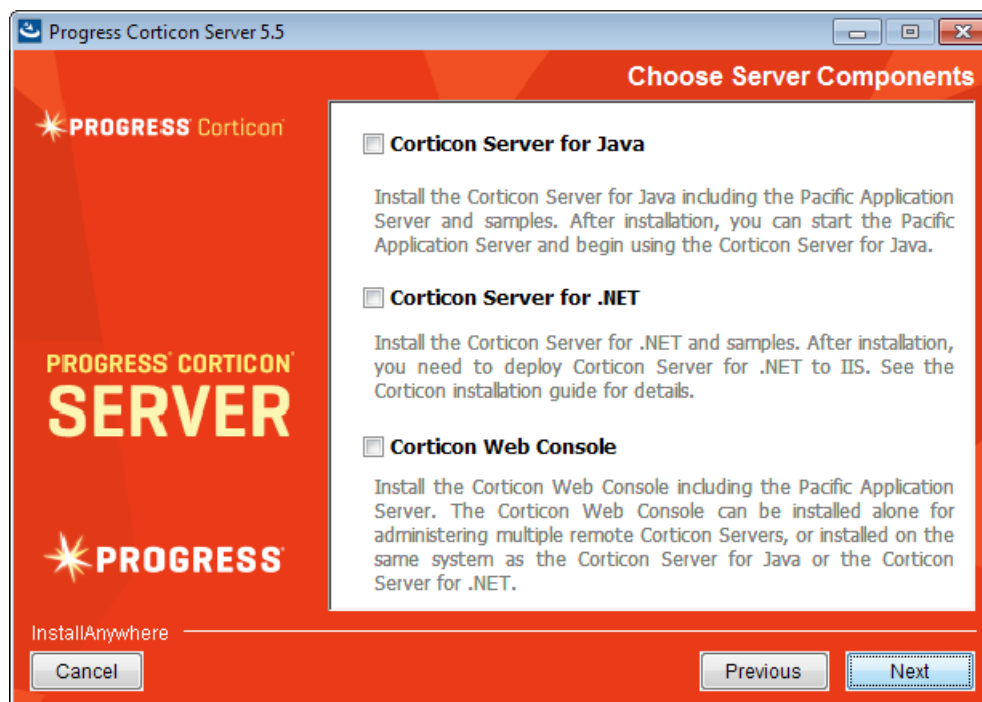 Progress Corticon Server 5.5
Choose Server Components
PROGRESS Corticon
Corticon Server for Java
Install the Corticon Server for Java including the Pacific Application
Server and samples. After installation, you can start the Pacific
Application Server and begin using the Corticon Server for Java.
Corticon Server for .NET
Install the Corticon Server for .NET and samples. After installation,
you need to deploy Corticon Server for .NET to IIS. See the
Corticon installation guide for details.
PROGRESS CORTICON
SERVER
Corticon Web Console
Install the Corticon Web Console including the Pacific Application
Server. The Corticon Web Console can be installed alone for
administering multiple remote Corticon Servers, or installed on the
same system as the Corticon Server for Java or the Corticon
Server for .NET.
PROGRESS
InstallAnywhere
Cancel
Previous
Next